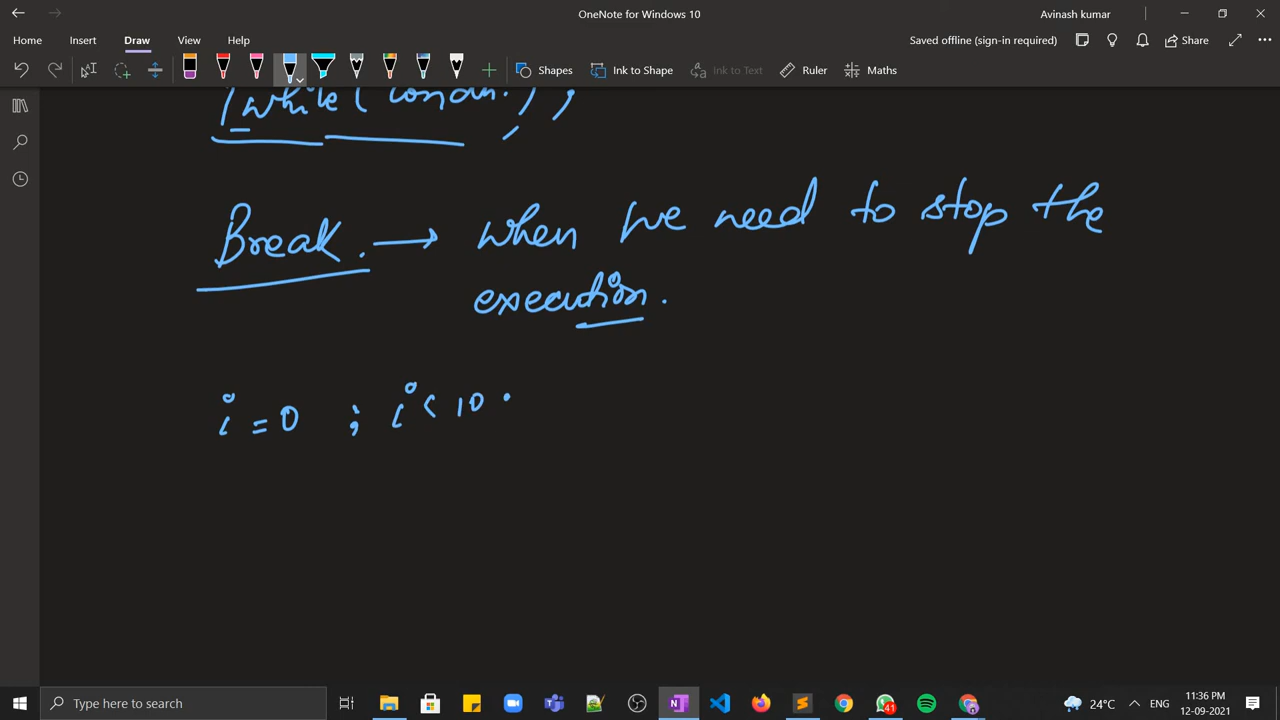 OneNote for Windows 10
Avinash kumar
Home Insert Draw View Help
Saved offline (sign-in required)
Share
Shapes Ink to Shape Ink to Text Ruler Maths
while(
Break. → when we need to stop the
execution.
i = 0 ; i < 10
Type here to search
41
24°C
ENG
11:36 PM
12-09-2021